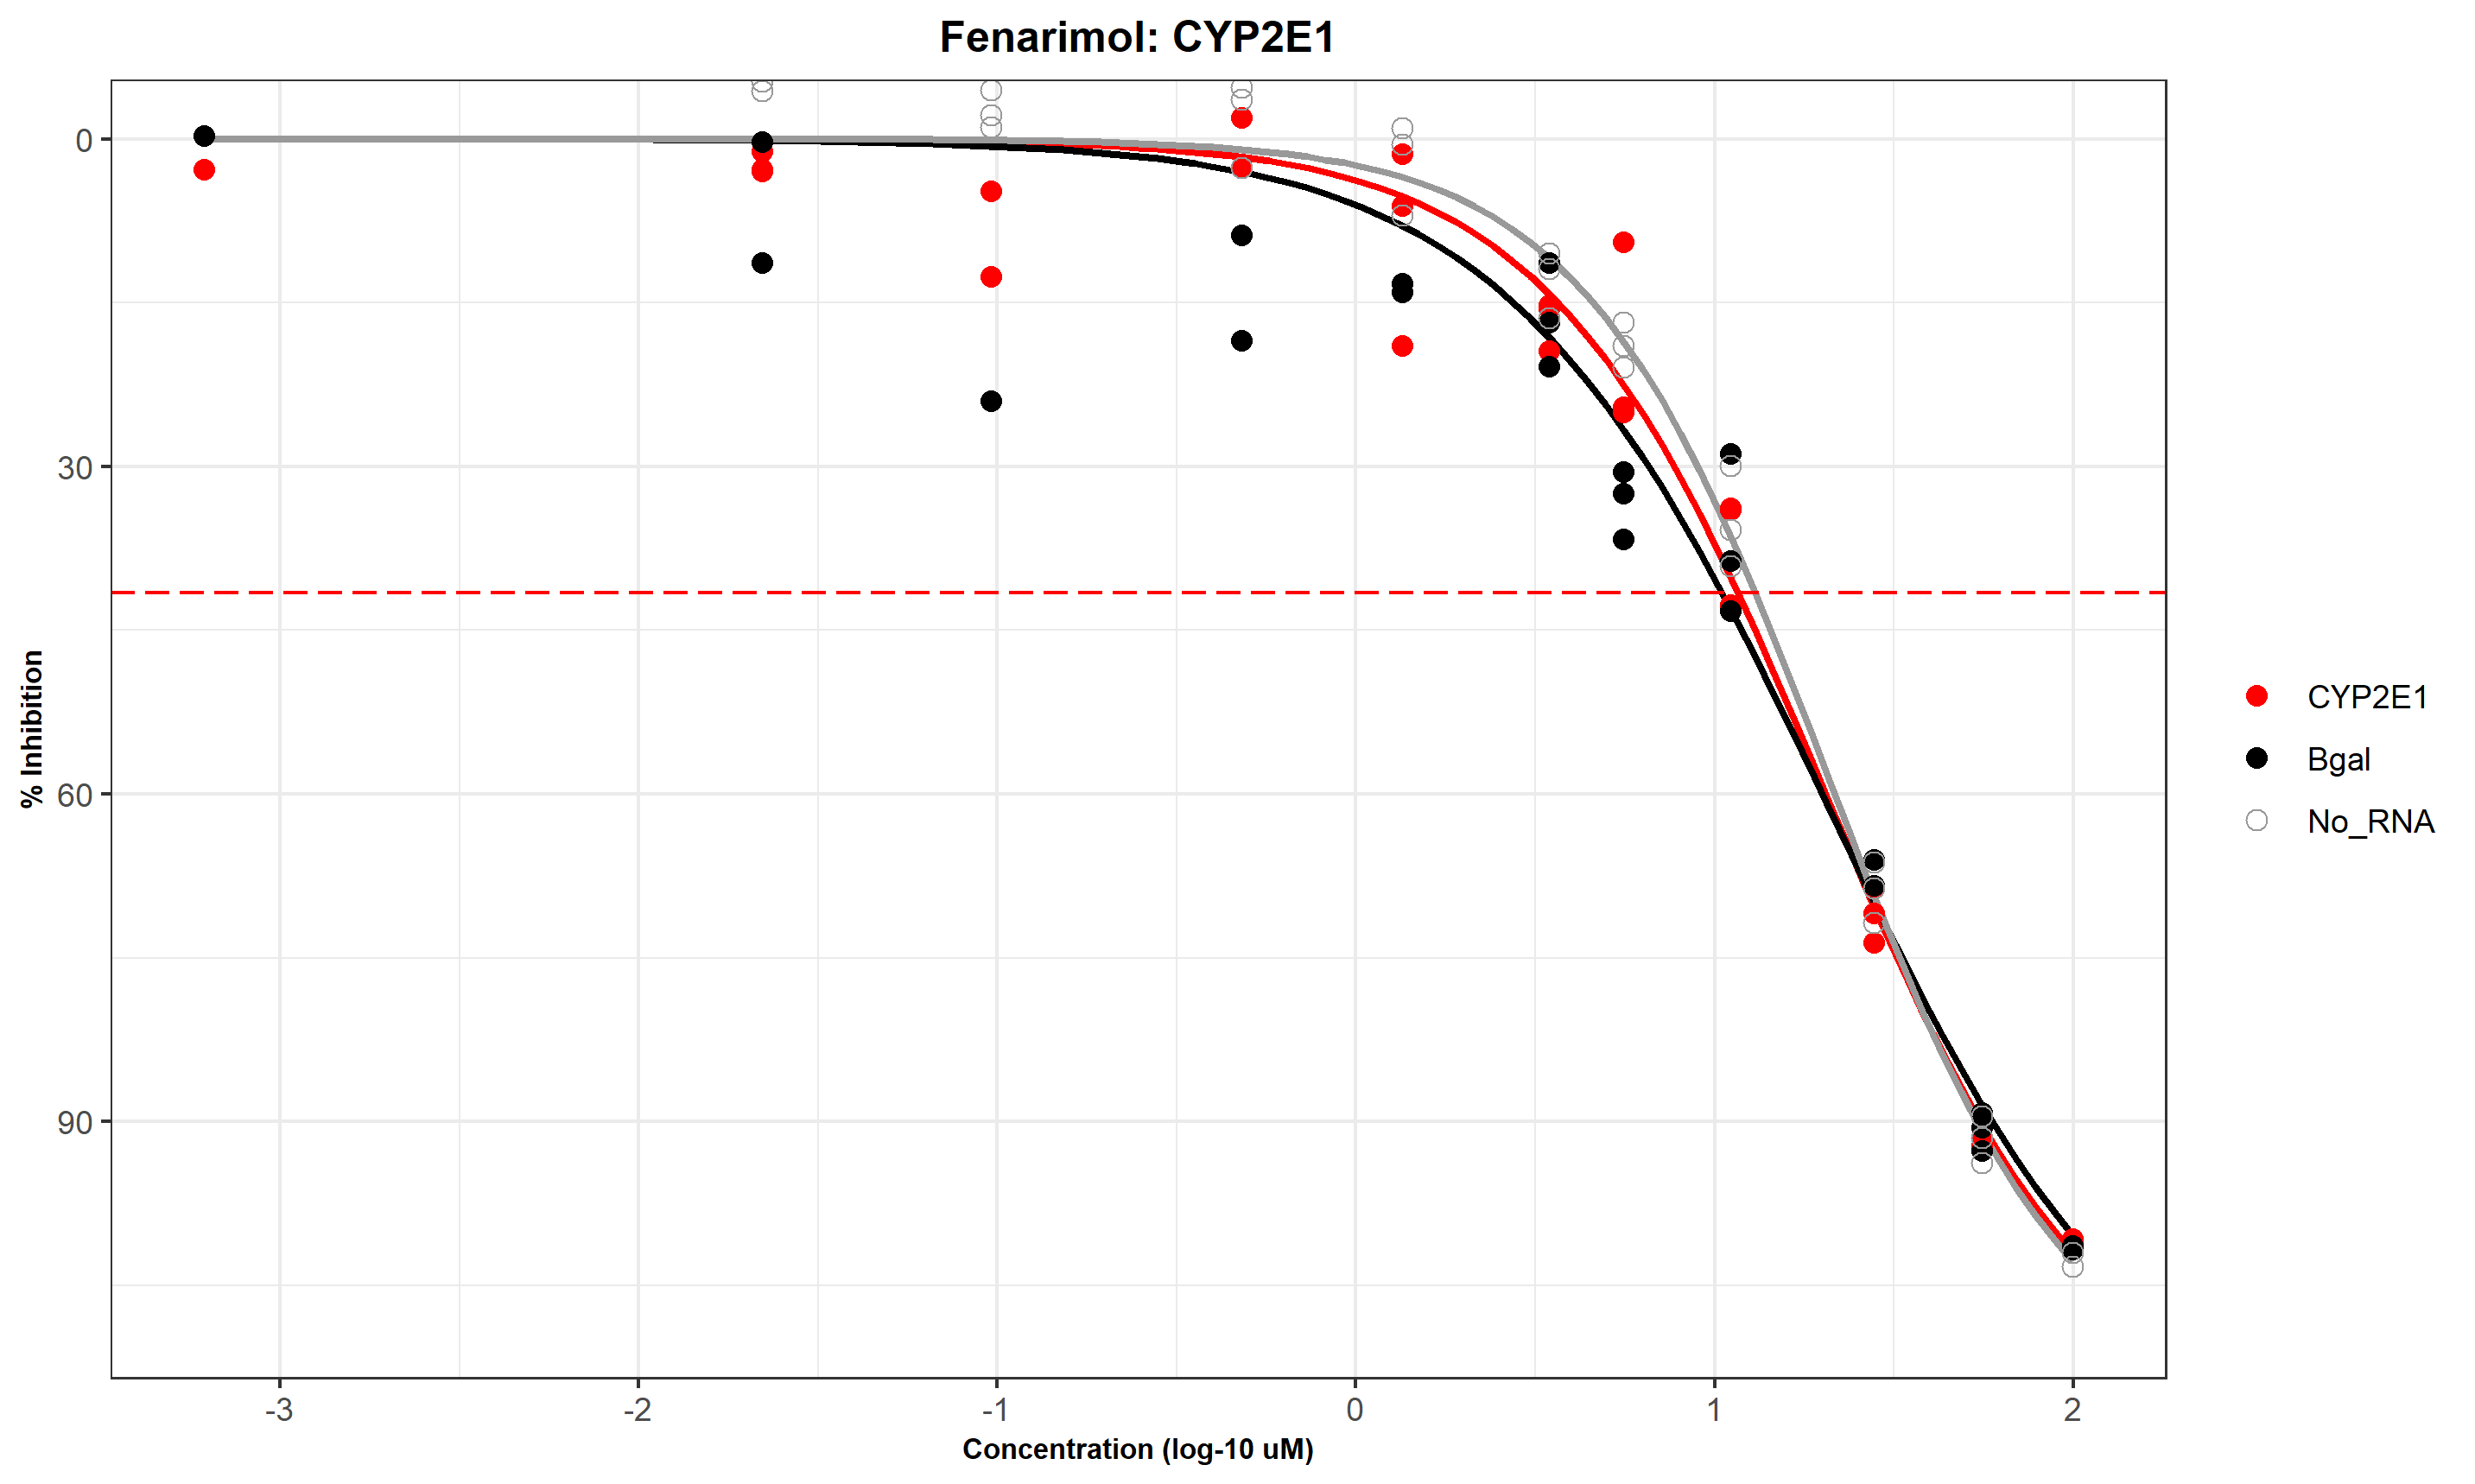 Fenarimol: CYP2E1
0
30
60
90
% Inhibition
-3
-2
-1
0
1
2
Concentration (log-10 uM)
CYP2E1
Bgal
No_RNA